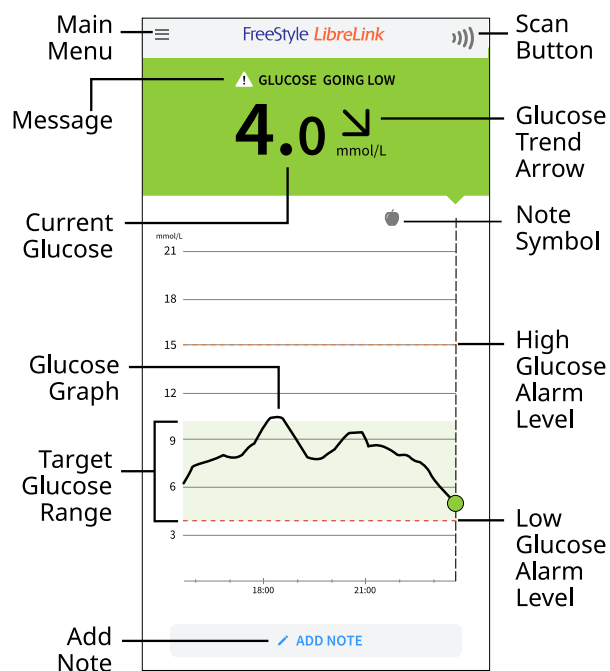 Main
Menu
FreeStyle LibreLink
Scan
Button
GLUCOSE GOING LOW
Message
4.0
mmol/L
Glucose
Trend
Arrow
Current
Glucose
Note
Symbol
mmol/L
21
18
15
High
Glucose
Alarm
Level
Glucose
Graph
12
9
Target
Glucose
Range
6
Low
Glucose
Alarm
Level
3
18:00
21:00
Add
Note
ADD NOTE